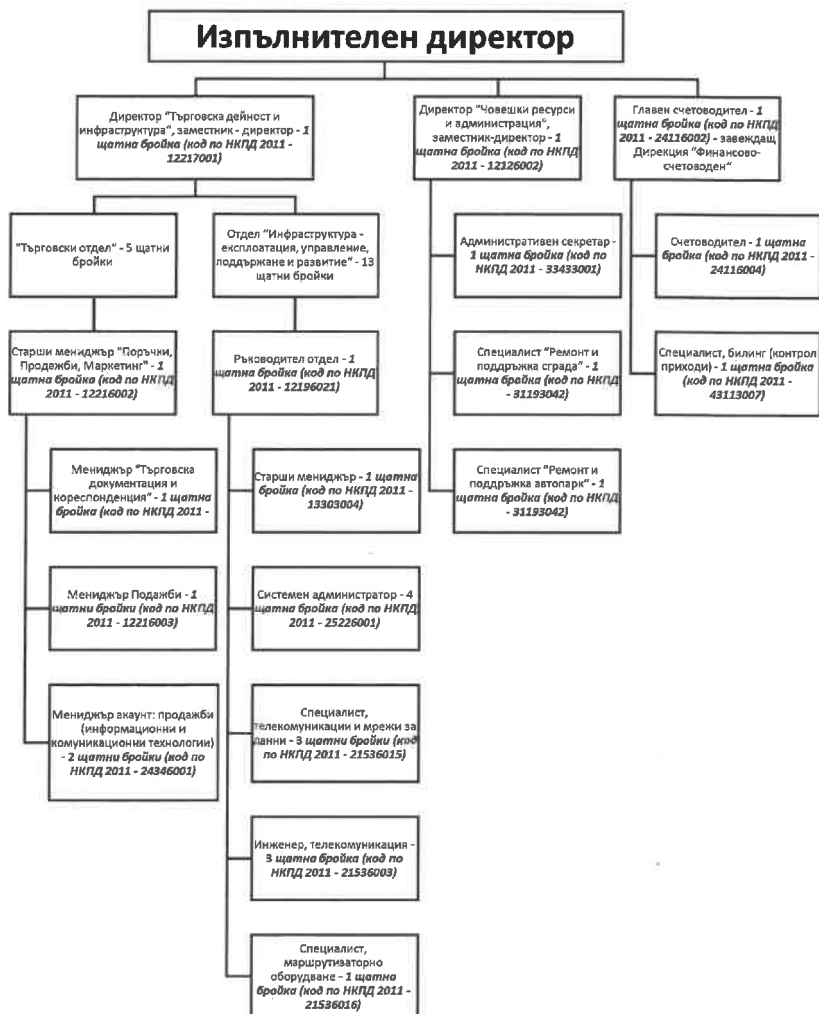 Изпълнителен директор
Директор "Търговска дейност и
инфраструктура", заместник - директор - 1
щатна бройка (код по НКПД 2011 -
12217001)
Директор "Човешки ресурси
и администрация",
заместник-директор - 1
щатна бройка (код по НКПД
2011 - 12126002)
Главен счетоводител - 1
щатна бройка (код по НКПД
2011 - 24116002) - завеждащ
Дирекция "Финансово-
счетоводен"
"Търговски отдел" - 5 щатни
бройки
Отдел "Инфраструктура -
експлоатация, управление,
поддържане и развитие" - 13
щатни бройки
Административен секретар -
1 щатна бройка (код по
НКПД 2011 - 33433001)
Счетоводител - 1 щатна
бройка (код по НКПД 2011 -
24116004)
Старши мениджър "Поръчки,
Продажби, Маркетинг" - 1
щатна бройка (код по НКПД
2011 - 12216002)
Ръководител отдел - 1
щатна бройка (код по НКПД
2011 - 12196021)
Специалист "Ремонт и
поддръжка сграда" - 1
щатна бройка (код по НКПД -
31193042)
Специалист, билинг (контрол
приходи) - 1 щатна бройка
(код по НКПД 2011 -
43113007)
Мениджър "Търговска
документация и
кореспонденция" - 1 щатна
бройка (код по НКПД 2011 -
Старши мениджър - 1 щатна
бройка (код по НКПД 2011 -
13303004)
Специалист "Ремонт и
поддръжка автопарк" - 1
щатна бройка (код по НКПД
- 31193042)
Мениджър Подажби - 1
щатни бройки (код по НКПД
2011 - 12216003)
Системен администратор - 4
щатна бройка (код по НКПД
2011 - 25226001)
Мениджър акаунт: продажби
(информационни и
комуникационни технологии)
- 2 щатни бройки (код по
НКПД 2011 - 24346001)
Специалист,
телекомуникации и мрежи за
данни - 3 щатни бройки (код
по НКПД 2011 - 21536015)
Инженер, телекомуникация -
3 щатна бройка (код по
НКПД 2011 - 21536003)
Специалист,
маршрутизаторно
оборудване - 1 щатна
бройка (код по НКПД 2011 -
21536016)